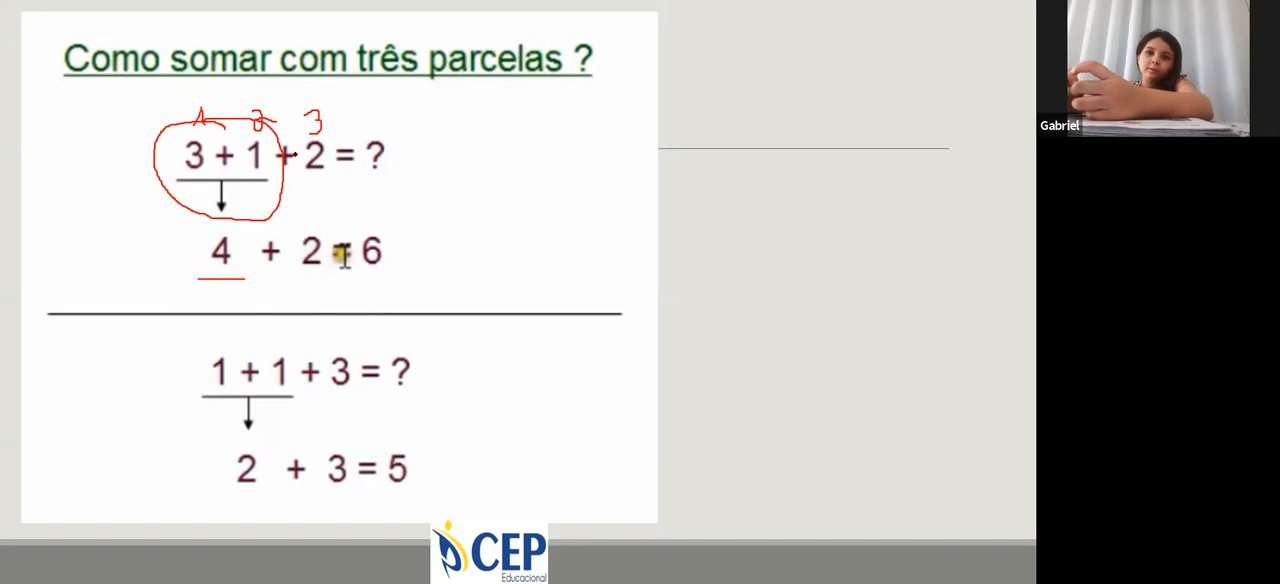 Como somar com três parcelas ?
1 2 3
3 + 1 + 2 = ?
4 + 2 = 6
1 + 1 + 3 = ?
2 + 3 = 5
CEP
Educacional
Gabriel